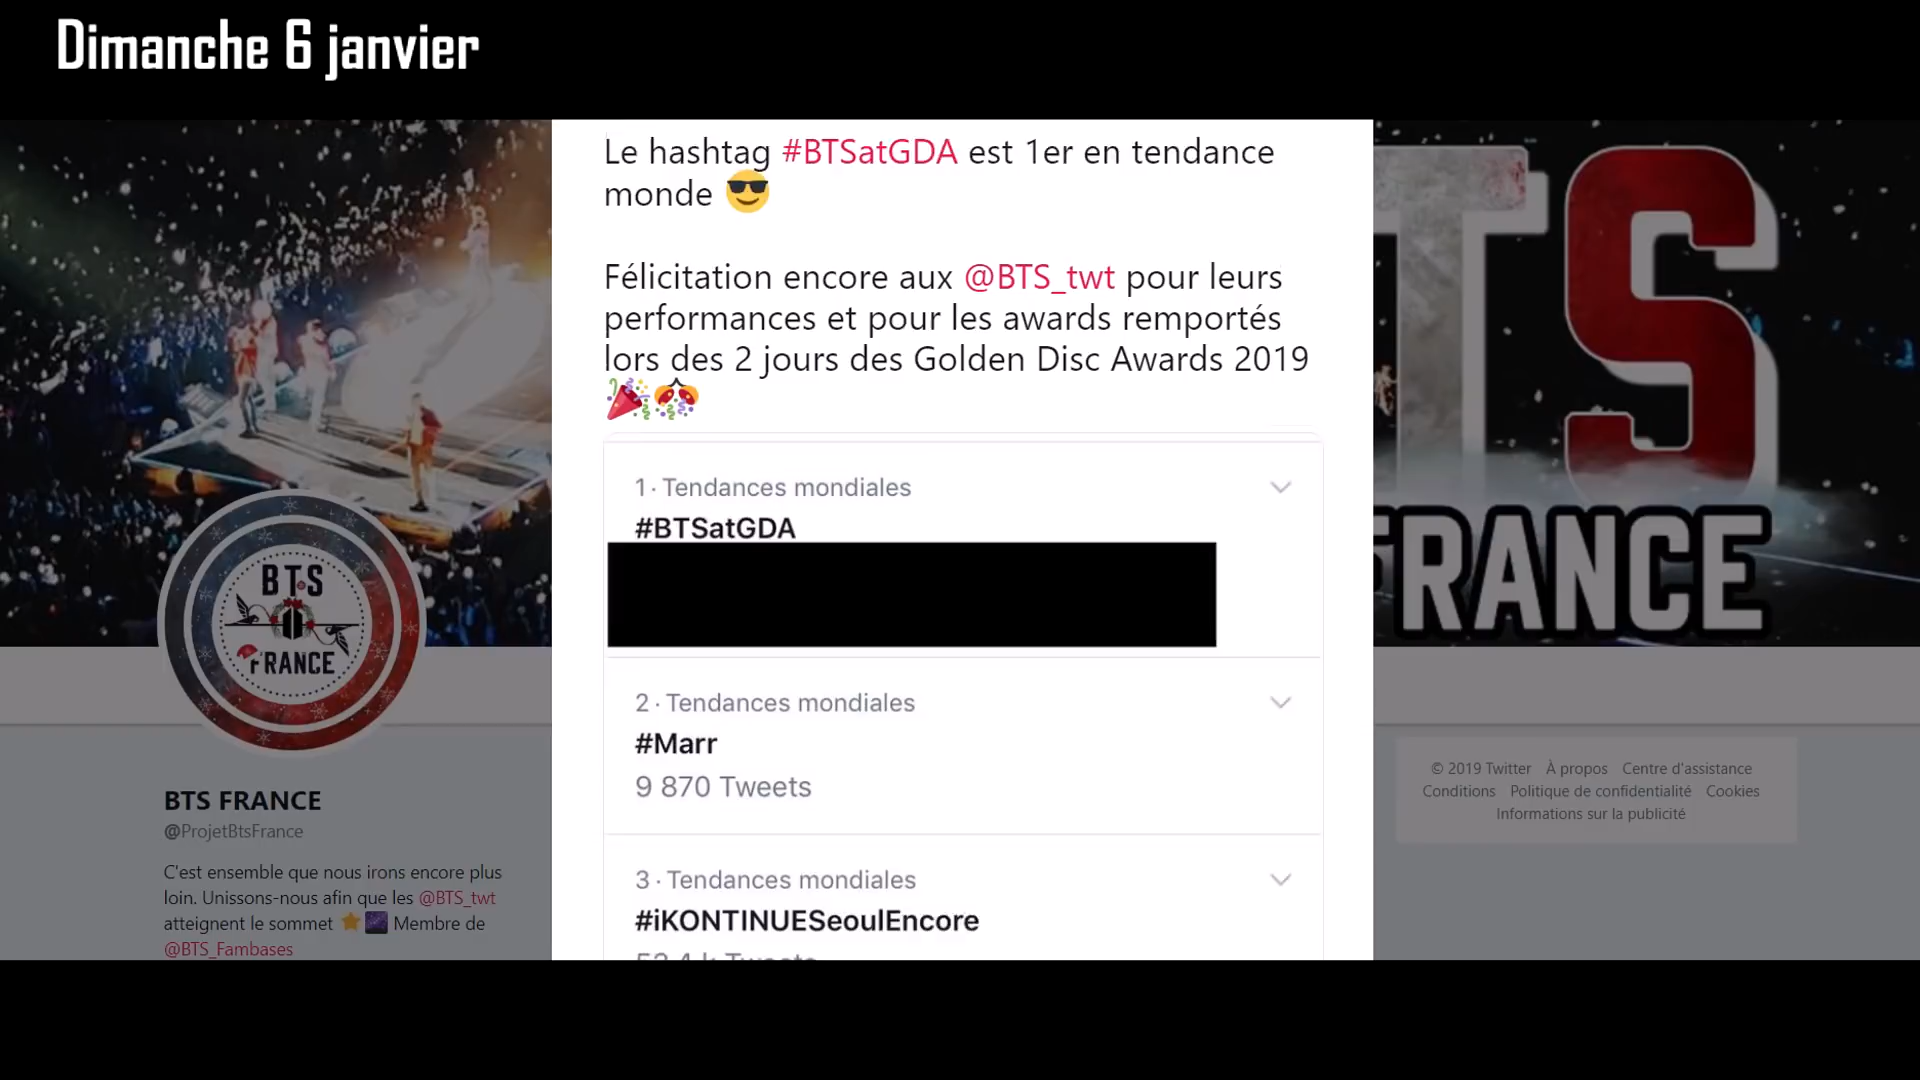 Dimanche 6 janvier
Le hashtag #BTSatGDA est 1er en tendance
monde 😎
Félicitation encore aux @BTS_twt pour leurs
performances et pour les awards remportés
lors des 2 jours des Golden Disc Awards 2019
🎉🎊
1 · Tendances mondiales
#BTSatGDA
2 · Tendances mondiales
#Marr
9 870 Tweets
3 · Tendances mondiales
#iKONTINUESeoulEncore
BTS
FRANCE
BTS FRANCE
@ProjetBtsFrance
C'est ensemble que nous irons encore plus
loin. Unissons-nous afin que les @BTS_twt
atteignent le sommet ⭐🌌 Membre de
@BTS_Fambases
TS
FRANCE
© 2019 Twitter À propos Centre d'assistance
Conditions Politique de confidentialité Cookies
Informations sur la publicité